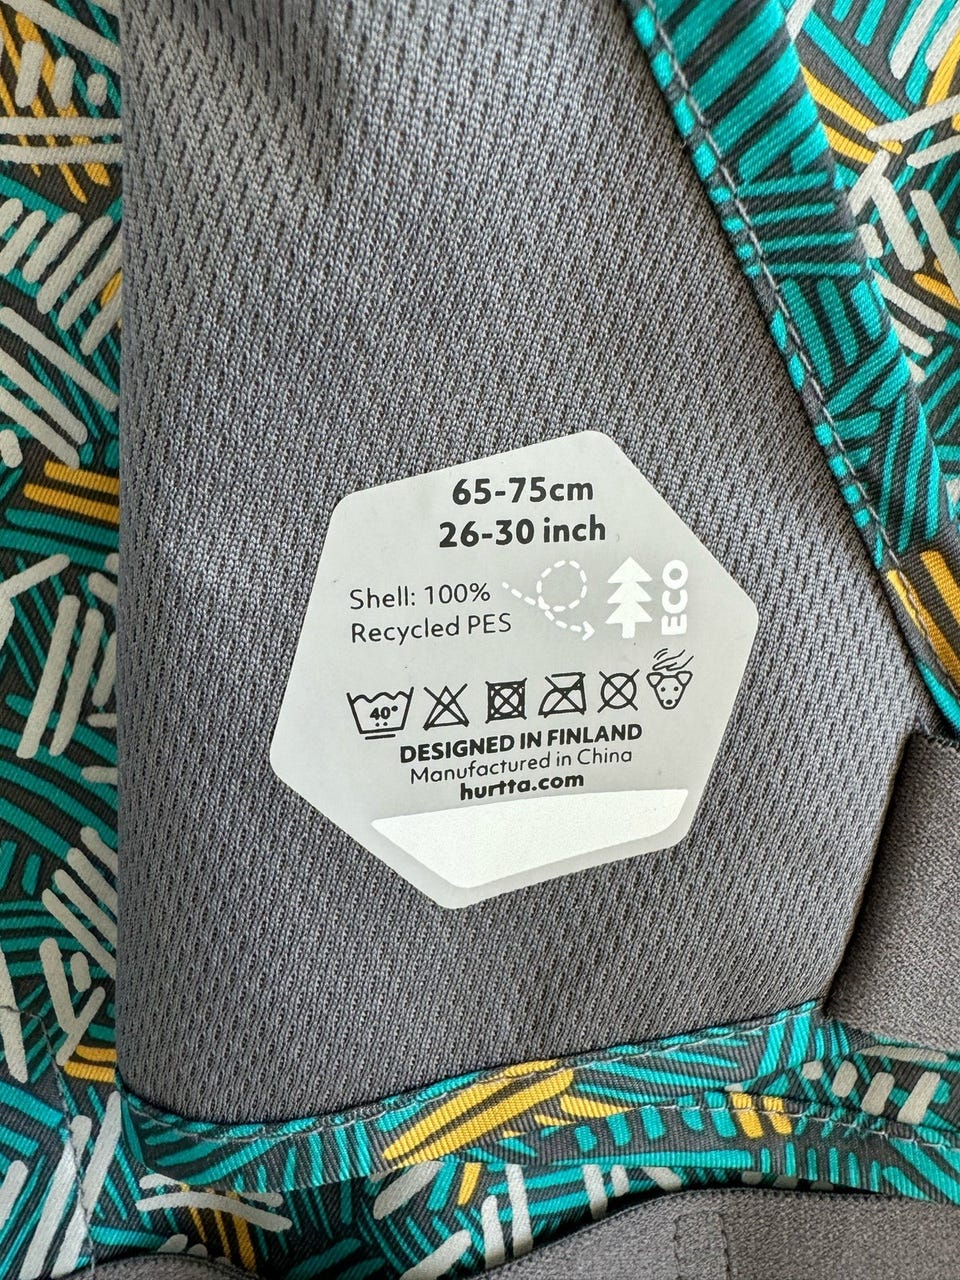 65-75cm
26-30 inch
Shell: 100%
Recycled PES
ECO
40°
DESIGNED IN FINLAND
Manufactured in China
hurtta.com